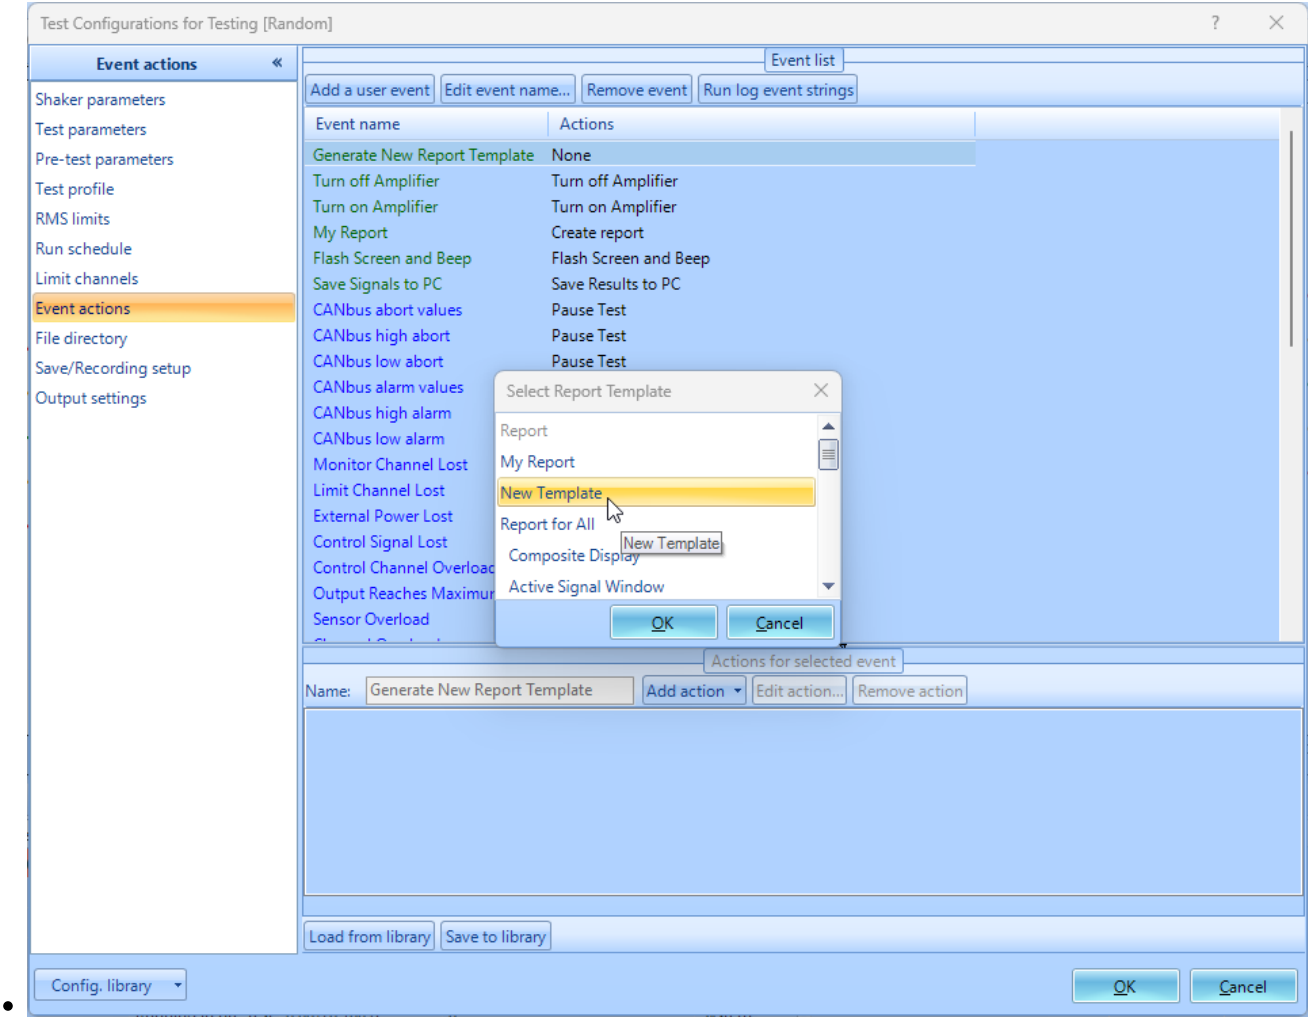 Test Configurations for Testing [Random]
?
Event actions «
Shaker parameters
Test parameters
Pre-test parameters
Test profile
RMS limits
Run schedule
Limit channels
Event actions
File directory
Save/Recording setup
Output settings
Event list
Add a user event Edit event name... Remove event Run log event strings
Event name Actions
Generate New Report Template None
Turn off Amplifier Turn off Amplifier
Turn on Amplifier Turn on Amplifier
My Report Create report
Flash Screen and Beep Flash Screen and Beep
Save Signals to PC Save Results to PC
CANbus abort values Pause Test
CANbus high abort Pause Test
CANbus low abort Pause Test
CANbus alarm values
CANbus high alarm
CANbus low alarm
Monitor Channel Lost
Limit Channel Lost
External Power Lost
Control Signal Lost
Control Channel Overload
Output Reaches Maximu
Sensor Overload
Select Report Template
Report
My Report
New Template
Report for All
New Template
Composite Display
Active Signal Window
OK Cancel
Actions for selected event
Name: Generate New Report Template Add action Edit action... Remove action
Load from library Save to library
Config. library
OK Cancel